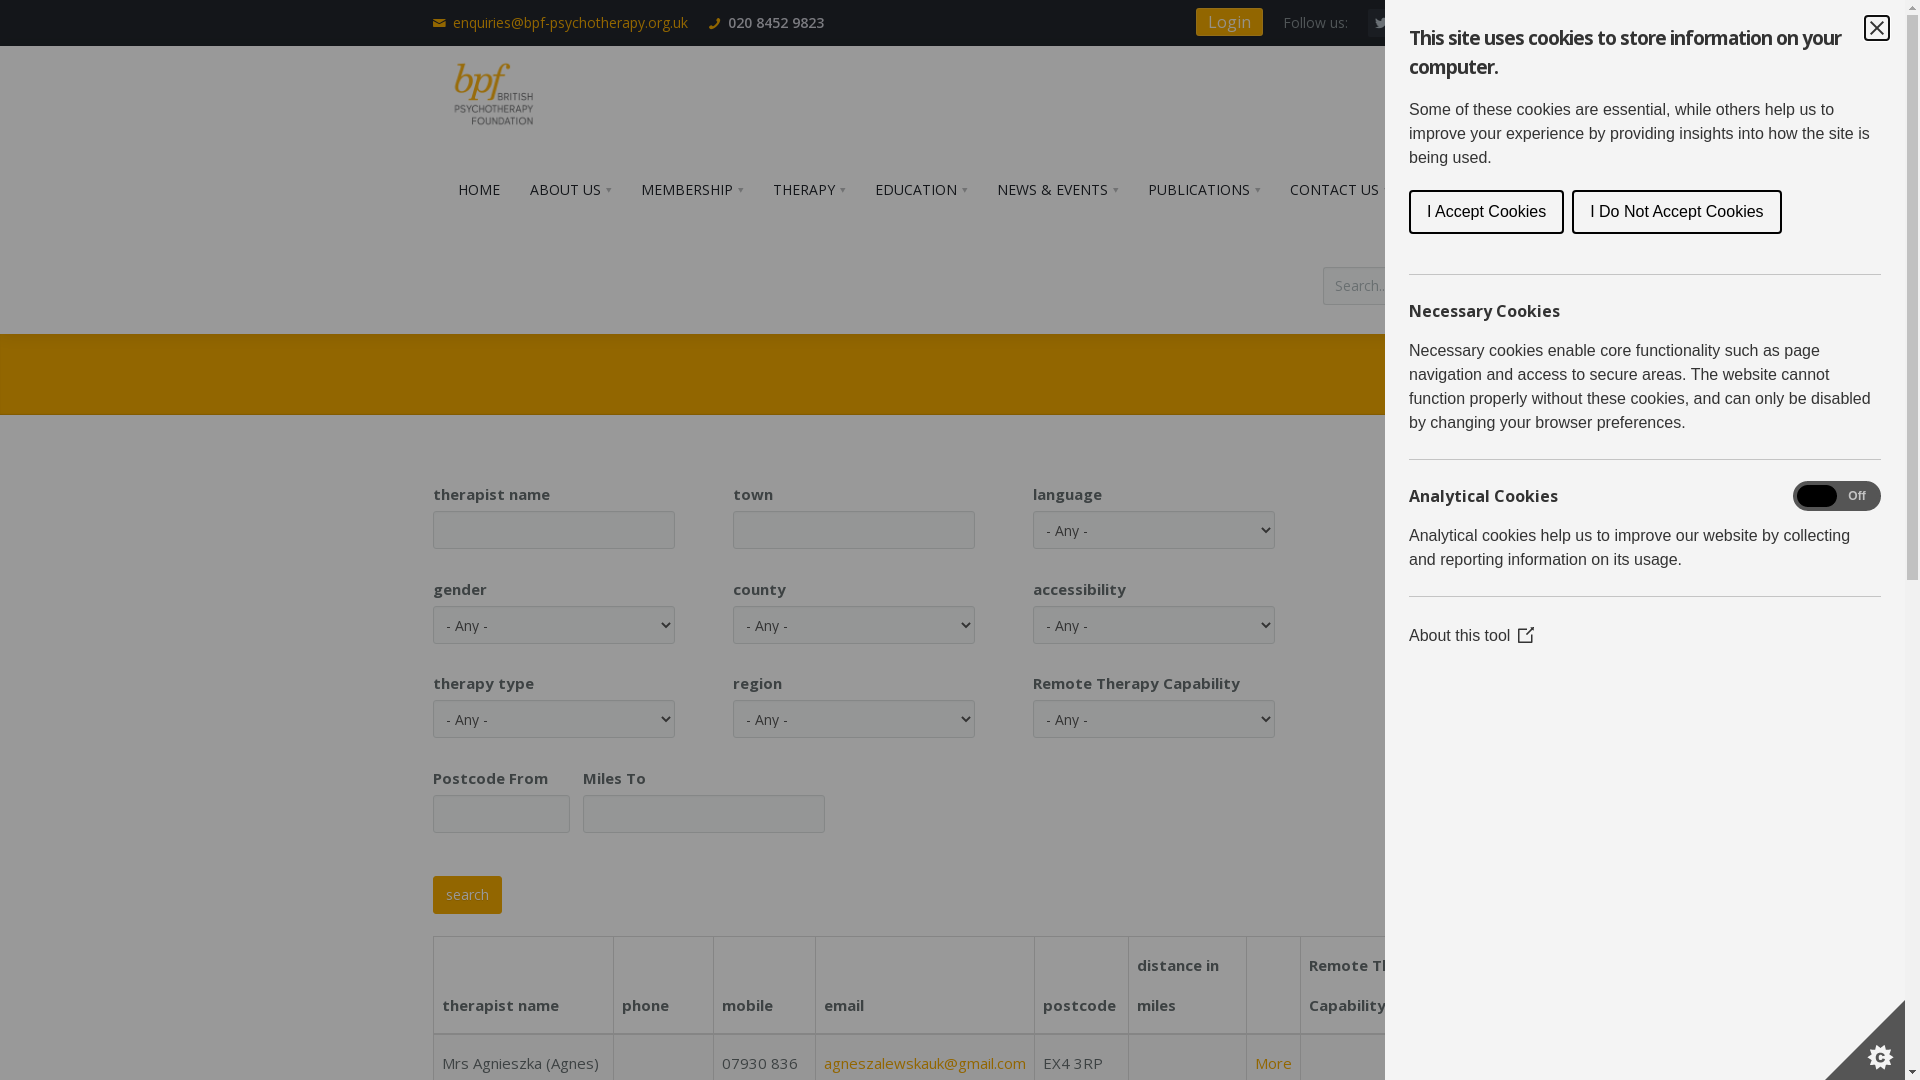 enquiries@bpf-psychotherapy.org.uk 020 8452 9823 Login Follow us:
bpf BRITISH
PSYCHOTHERAPY
FOUNDATION
HOME ABOUT US MEMBERSHIP THERAPY EDUCATION NEWS & EVENTS PUBLICATIONS CONTACT US
Search..
therapist name town language
- Any -
gender county accessibility
- Any - - Any - - Any -
therapy type region Remote Therapy Capability
- Any - - Any - - Any -
Postcode From Miles To
search
distance in Remote Th
therapist name phone mobile email postcode miles Capability
Mrs Agnieszka (Agnes) 07930 836 agneszalewskauk@gmail.com EX4 3RP More
This site uses cookies to store information on your
computer.
Some of these cookies are essential, while others help us to
improve your experience by providing insights into how the site is
being used.
I Accept Cookies I Do Not Accept Cookies
Necessary Cookies
Necessary cookies enable core functionality such as page
navigation and access to secure areas. The website cannot
function properly without these cookies, and can only be disabled
by changing your browser preferences.
Analytical Cookies Off
Analytical cookies help us to improve our website by collecting
and reporting information on its usage.
About this tool
C